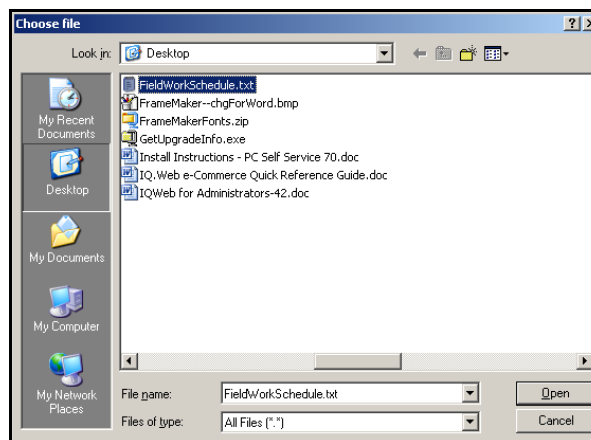 Choose file
Look in:
Desktop
My Recent
Documents
Desktop
My Documents
My Computer
My Network
Places
FieldWorkSchedule.txt
FrameMaker--chgForWord.bmp
FrameMakerFonts.zip
GetUpgradeInfo.exe
Install Instructions - PC Self Service 70.doc
IQ.Web e-Commerce Quick Reference Guide.doc
IQWeb for Administrators-42.doc
File name:
FieldWorkSchedule.txt
Open
Files of type:
All Files (*.*)
Cancel